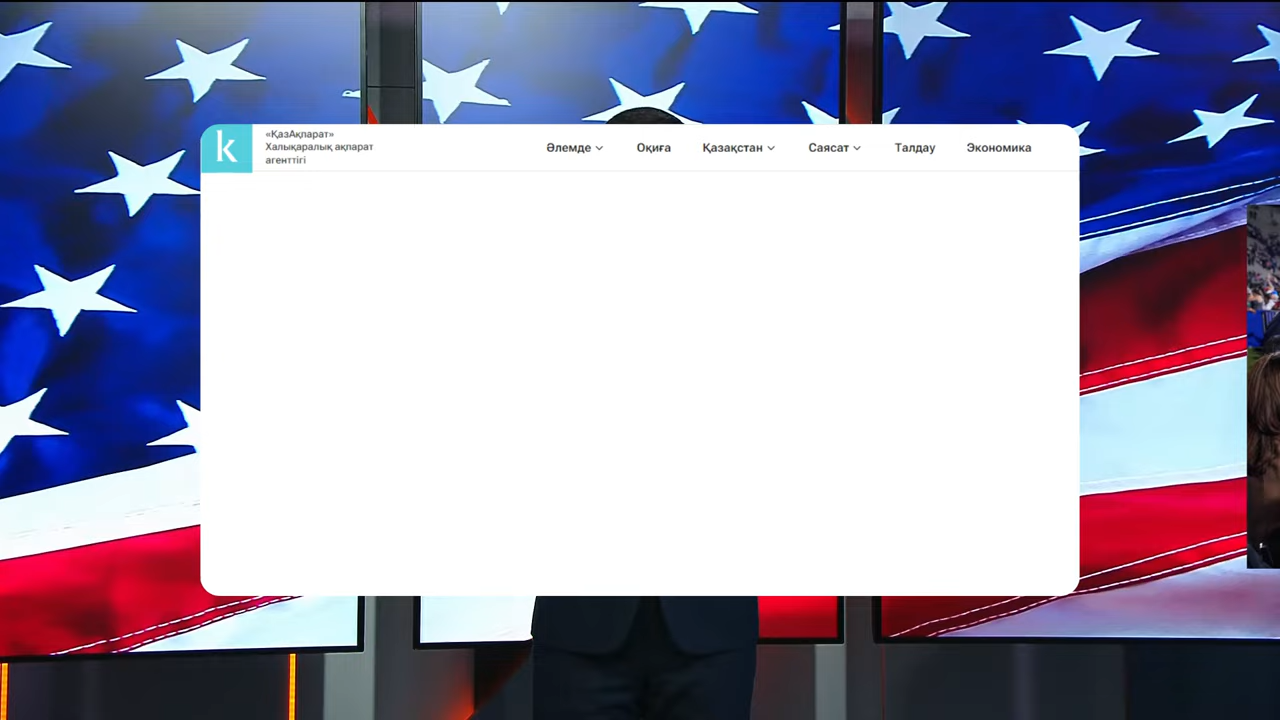 k
«ҚазАқпарат»
Халықаралық ақпарат
агенттігі
Әлемде
Оқиға
Қазақстан
Саясат
Талдау
Экономика